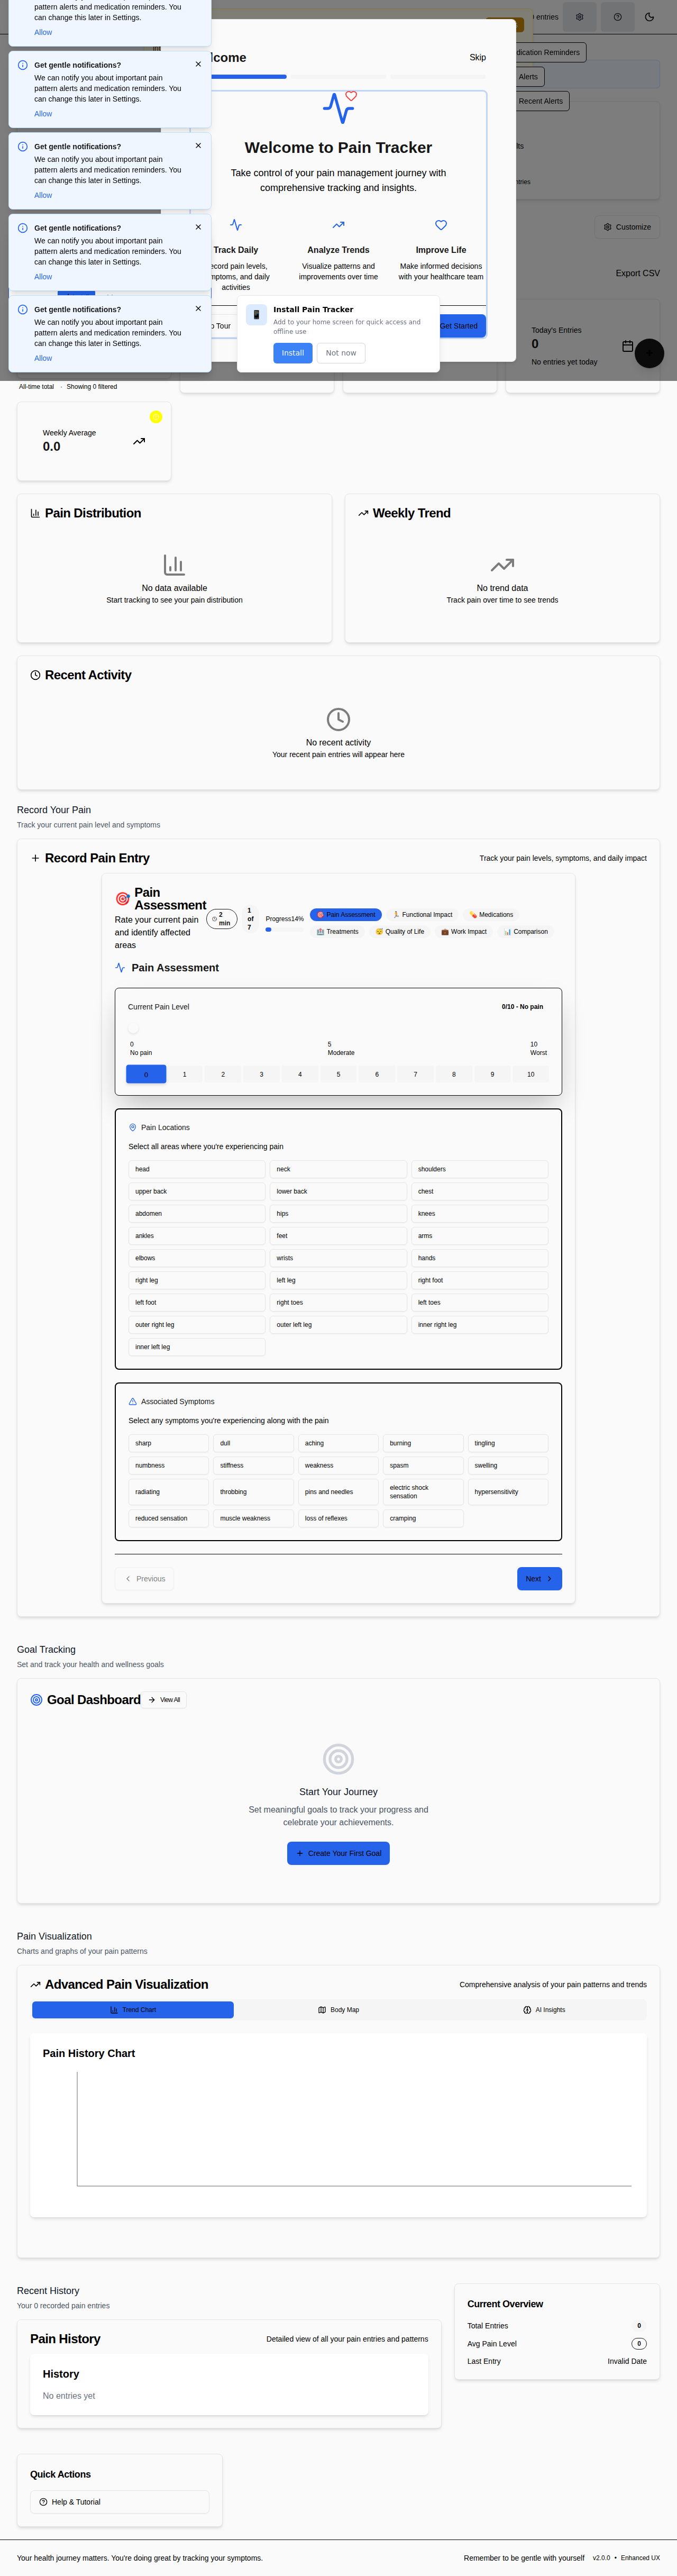 pattern alerts and medication reminders. You
can change this later in Settings.
Allow
Get gentle notifications?
We can notify you about important pain
pattern alerts and medication reminders. You
can change this later in Settings.
Allow
Get gentle notifications?
We can notify you about important pain
pattern alerts and medication reminders. You
can change this later in Settings.
Allow
Get gentle notifications?
We can notify you about important pain
pattern alerts and medication reminders. You
can change this later in Settings.
Allow
Get gentle notifications?
We can notify you about important pain
pattern alerts and medication reminders. You
can change this later in Settings.
Allow
Skip
Welcome to Pain Tracker
Take control of your pain management journey with
comprehensive tracking and insights.
Track Daily
record pain levels,
symptoms, and daily
activities
Analyze Trends
Visualize patterns and
improvements over time
Improve Life
Make informed decisions
with your healthcare team
Tour
Get Started
Install Pain Tracker
Add to your home screen for quick access and
offline use
Install
Not now
entries
Reminders
Alerts
Recent Alerts
Customize
Export CSV
Today's Entries
0
No entries yet today
All-time total · Showing 0 filtered
Weekly Average
0.0
Pain Distribution
No data available
Start tracking to see your pain distribution
Weekly Trend
No trend data
Track pain over time to see trends
Recent Activity
No recent activity
Your recent pain entries will appear here
Record Your Pain
Track your current pain level and symptoms
Record Pain Entry
Track your pain levels, symptoms, and daily impact
Pain
Assessment
Rate your current pain
and identify affected
areas
2
min
1
of
7
Progress14%
Pain Assessment
Functional Impact
Medications
Treatments
Quality of Life
Work Impact
Comparison
Pain Assessment
Current Pain Level
0/10 - No pain
0
No pain
5
Moderate
10
Worst
0 1 2 3 4 5 6 7 8 9 10
Pain Locations
Select all areas where you're experiencing pain
head neck shoulders
upper back lower back chest
abdomen hips knees
ankles feet arms
elbows wrists hands
right leg left leg right foot
left foot right toes left toes
outer right leg outer left leg inner right leg
inner left leg
Associated Symptoms
Select any symptoms you're experiencing along with the pain
sharp dull aching burning tingling
numbness stiffness weakness spasm swelling
radiating throbbing pins and needles electric shock sensation hypersensitivity
reduced sensation muscle weakness loss of reflexes cramping
Previous
Next
Goal Tracking
Set and track your health and wellness goals
Goal Dashboard
View All
Start Your Journey
Set meaningful goals to track your progress and
celebrate your achievements.
Create Your First Goal
Pain Visualization
Charts and graphs of your pain patterns
Advanced Pain Visualization
Comprehensive analysis of your pain patterns and trends
Trend Chart
Body Map
AI Insights
Pain History Chart
Recent History
Your 0 recorded pain entries
Pain History
Detailed view of all your pain entries and patterns
History
No entries yet
Current Overview
Total Entries 0
Avg Pain Level 0
Last Entry Invalid Date
Quick Actions
Help & Tutorial
Your health journey matters. You're doing great by tracking your symptoms.
Remember to be gentle with yourself
v2.0.0 • Enhanced UX